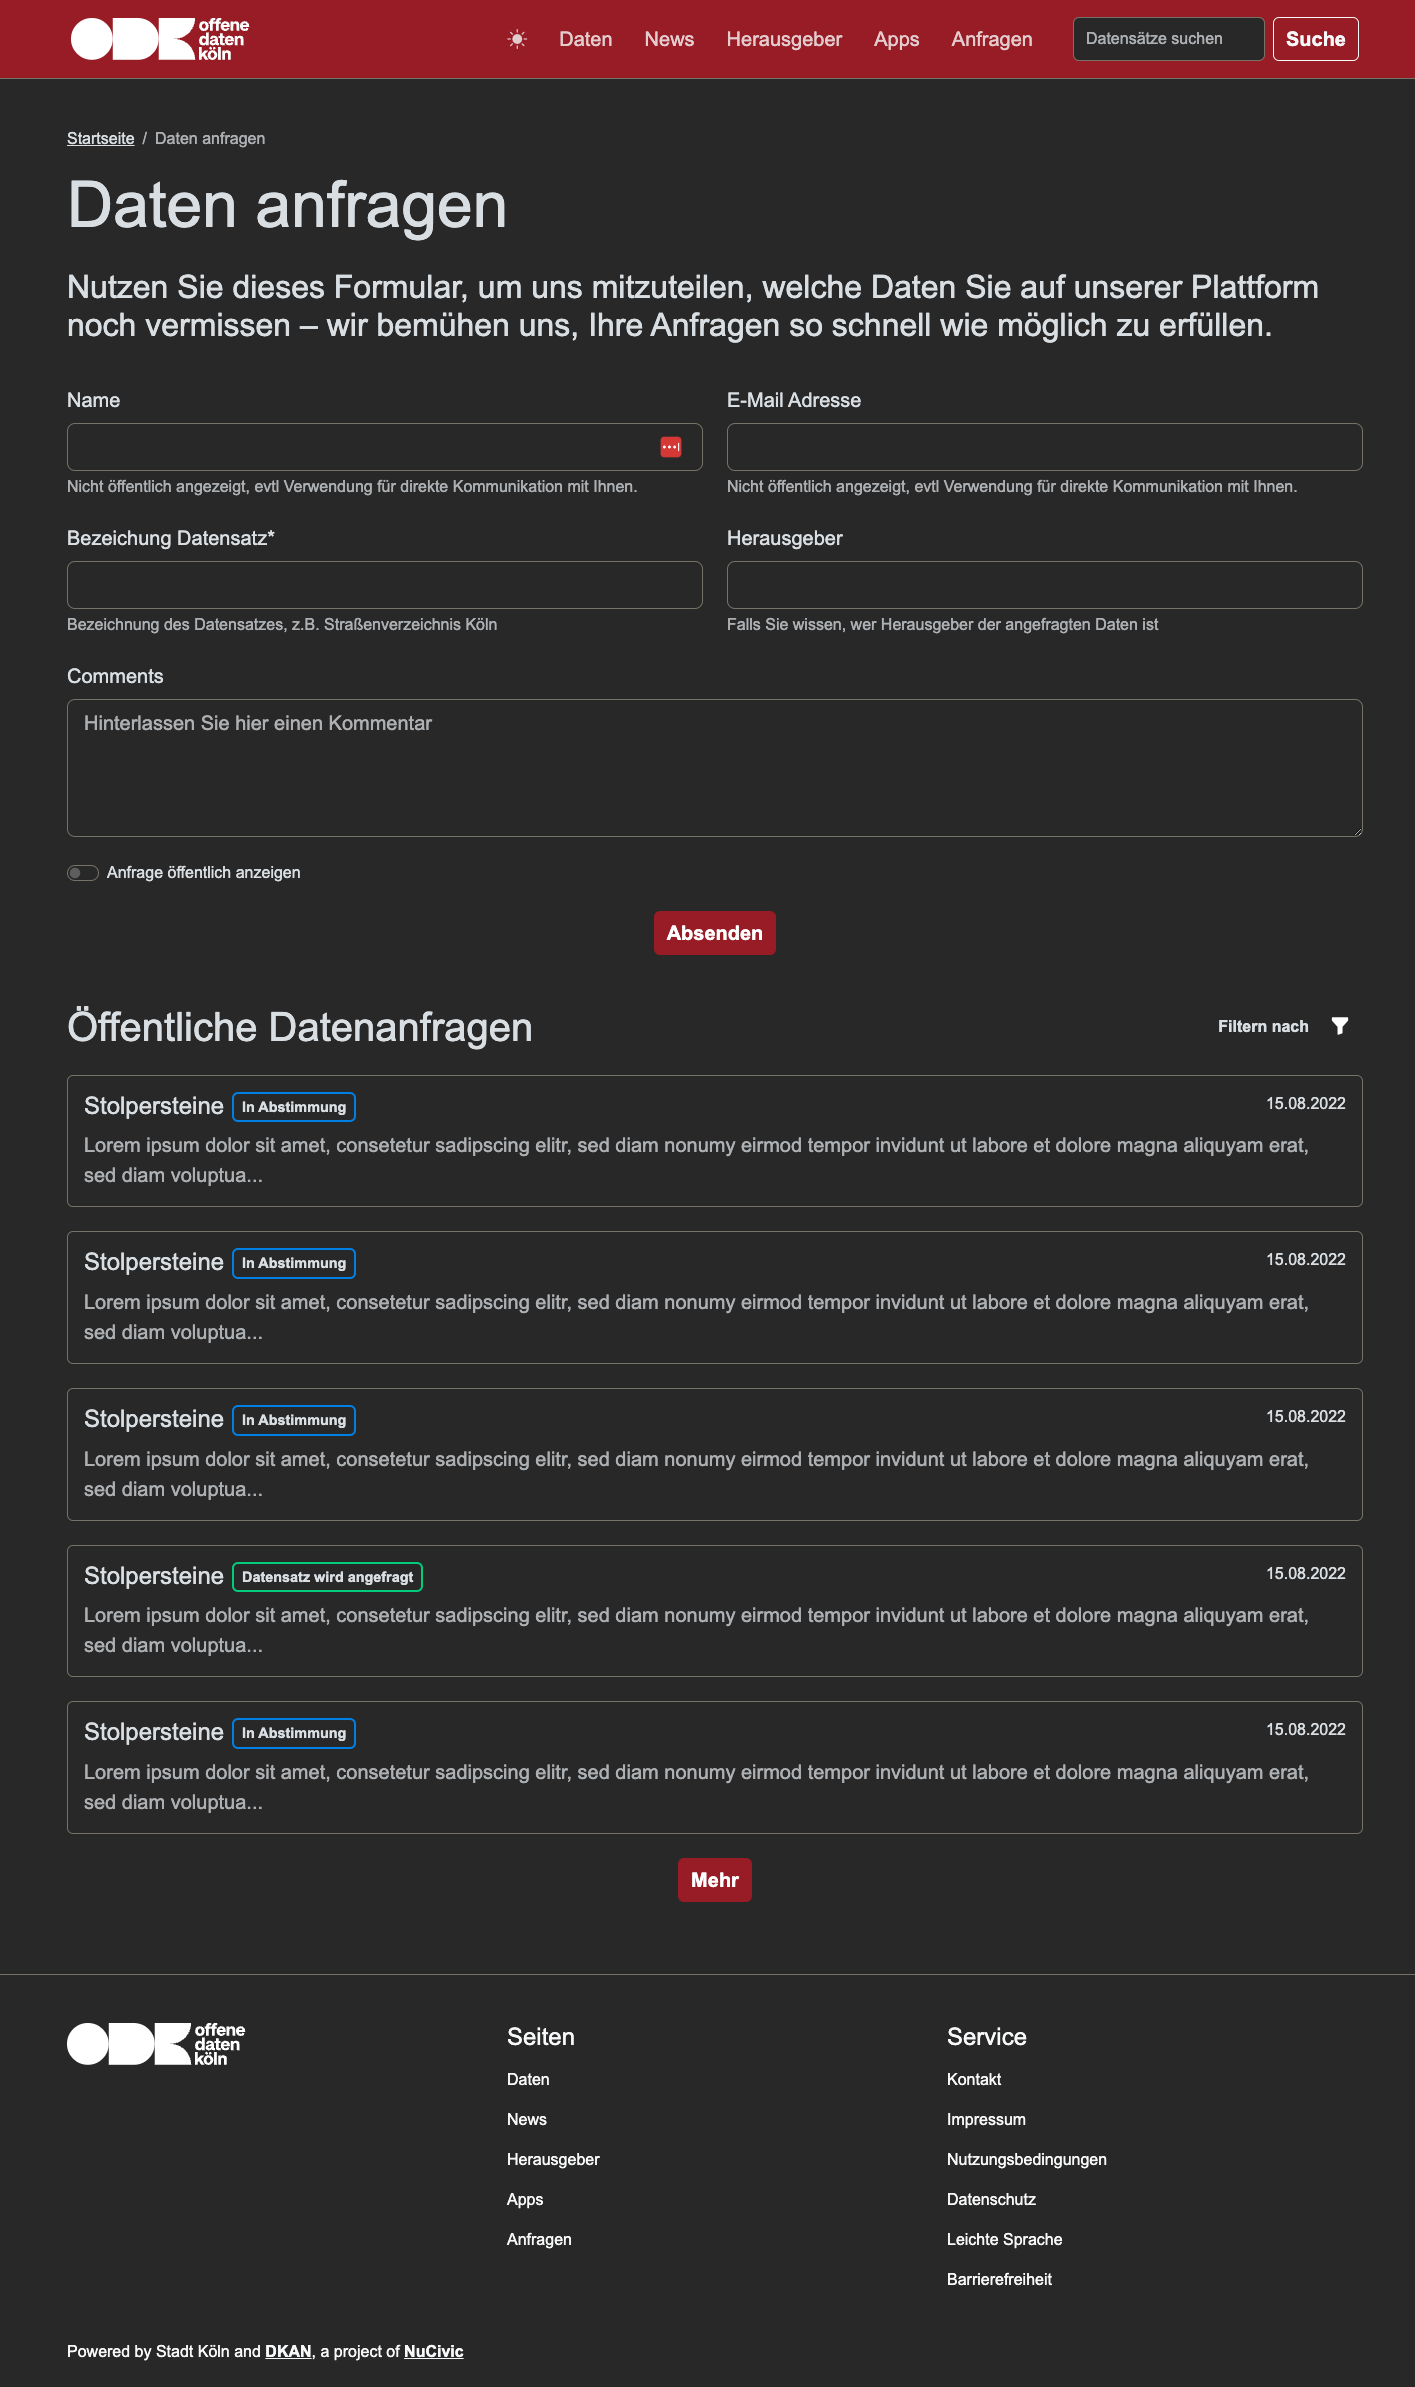 ODK offene daten köln
Daten News Herausgeber Apps Anfragen Datensätze suchen Suche
Startseite / Daten anfragen
Daten anfragen
Nutzen Sie dieses Formular, um uns mitzuteilen, welche Daten Sie auf unserer Plattform
noch vermissen – wir bemühen uns, Ihre Anfragen so schnell wie möglich zu erfüllen.
Name
E-Mail Adresse
Nicht öffentlich angezeigt, evtl Verwendung für direkte Kommunikation mit Ihnen.
Nicht öffentlich angezeigt, evtl Verwendung für direkte Kommunikation mit Ihnen.
Bezeichung Datensatz*
Herausgeber
Bezeichnung des Datensatzes, z.B. Straßenverzeichnis Köln
Falls Sie wissen, wer Herausgeber der angefragten Daten ist
Comments
Hinterlassen Sie hier einen Kommentar
Anfrage öffentlich anzeigen
Absenden
Öffentliche Datenanfragen
Filtern nach
Stolpersteine In Abstimmung 15.08.2022
Lorem ipsum dolor sit amet, consetetur sadipscing elitr, sed diam nonumy eirmod tempor invidunt ut labore et dolore magna aliquyam erat,
sed diam voluptua...
Stolpersteine In Abstimmung 15.08.2022
Lorem ipsum dolor sit amet, consetetur sadipscing elitr, sed diam nonumy eirmod tempor invidunt ut labore et dolore magna aliquyam erat,
sed diam voluptua...
Stolpersteine In Abstimmung 15.08.2022
Lorem ipsum dolor sit amet, consetetur sadipscing elitr, sed diam nonumy eirmod tempor invidunt ut labore et dolore magna aliquyam erat,
sed diam voluptua...
Stolpersteine Datensatz wird angefragt 15.08.2022
Lorem ipsum dolor sit amet, consetetur sadipscing elitr, sed diam nonumy eirmod tempor invidunt ut labore et dolore magna aliquyam erat,
sed diam voluptua...
Stolpersteine In Abstimmung 15.08.2022
Lorem ipsum dolor sit amet, consetetur sadipscing elitr, sed diam nonumy eirmod tempor invidunt ut labore et dolore magna aliquyam erat,
sed diam voluptua...
Mehr
ODK offene daten köln
Seiten
Daten
News
Herausgeber
Apps
Anfragen
Service
Kontakt
Impressum
Nutzungsbedingungen
Datenschutz
Leichte Sprache
Barrierefreiheit
Powered by Stadt Köln and DKAN, a project of NuCivic